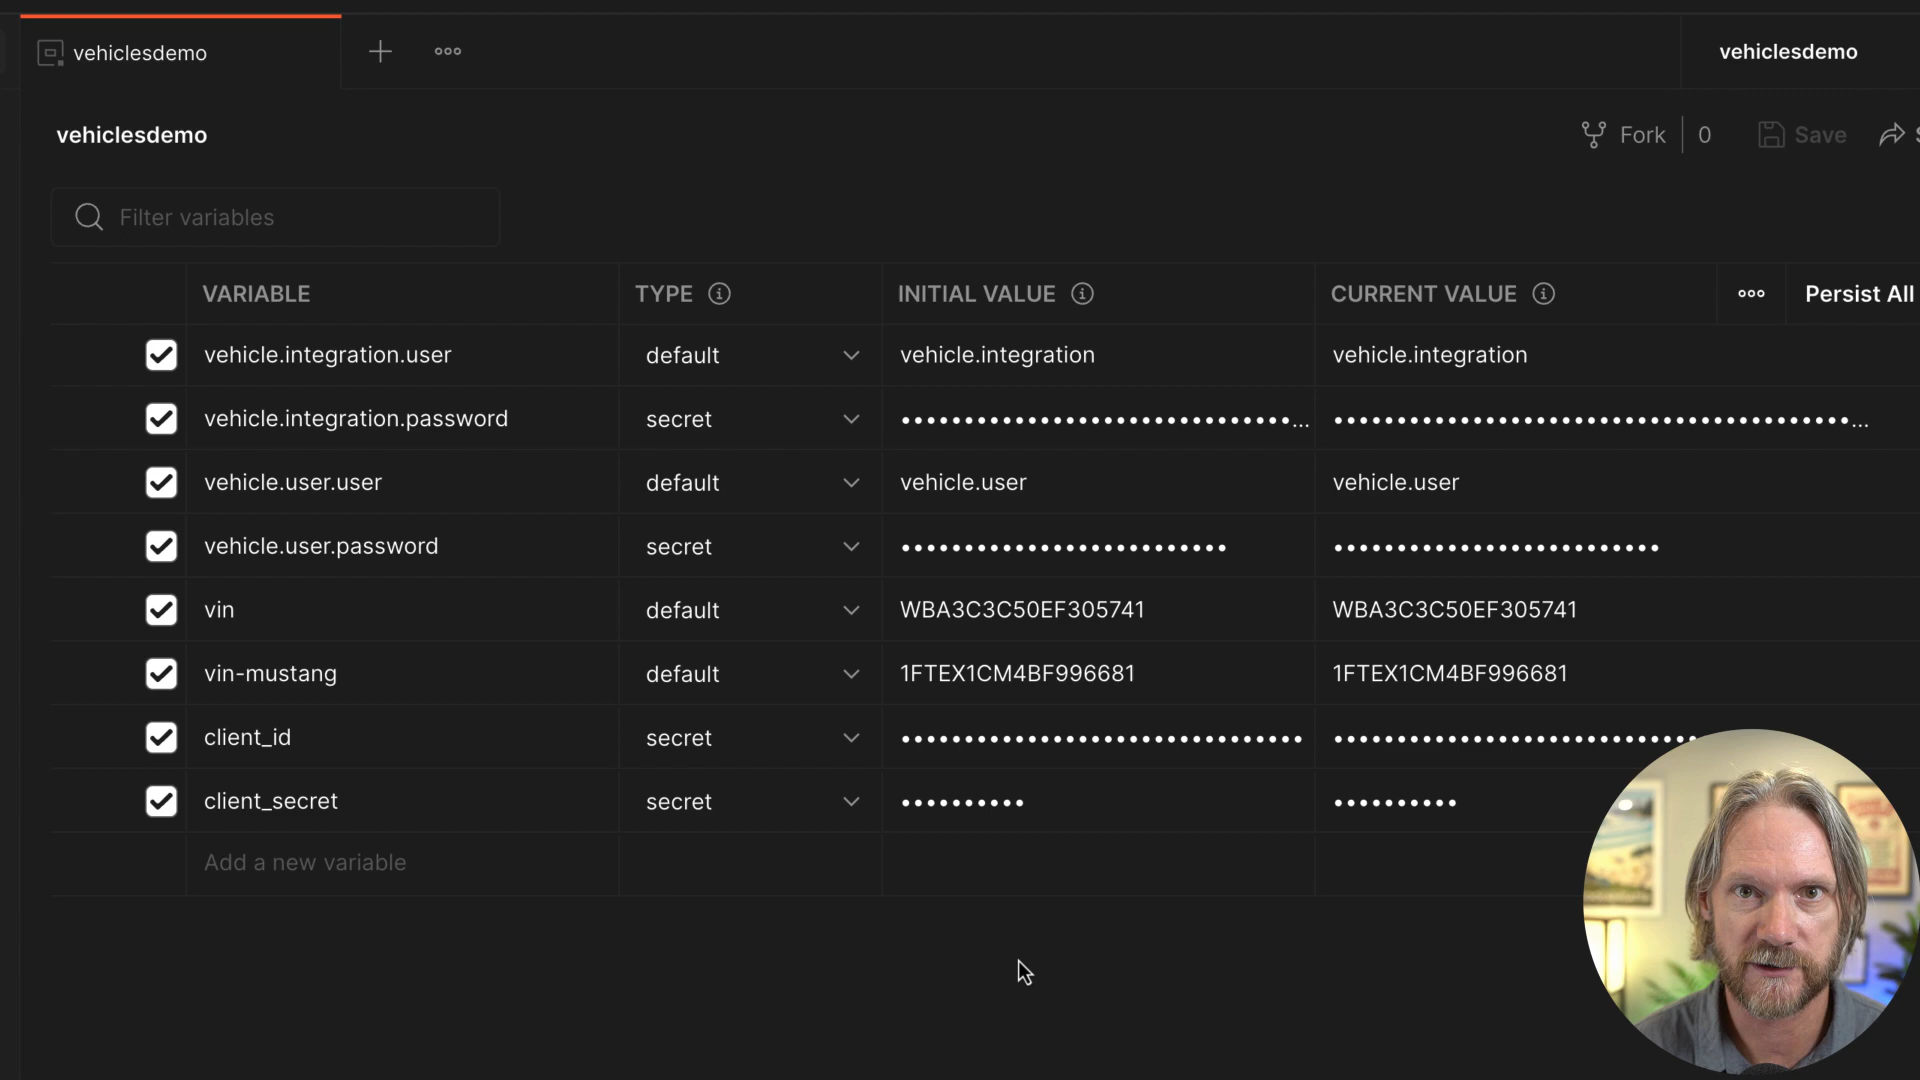 vehiclesdemo
vehiclesdemo
vehiclesdemo
Fork 0 Save
Filter variables
VARIABLE TYPE INITIAL VALUE CURRENT VALUE Persist All
vehicle.integration.user default vehicle.integration vehicle.integration
vehicle.integration.password secret ••••••••••••••••••••••••••••••••... •••••••••••••••••••••••••••••••••••••••••...
vehicle.user.user default vehicle.user vehicle.user
vehicle.user.password secret •••••••••••••••••••••••••• ••••••••••••••••••••••••••
vin default WBA3C3C50EF305741 WBA3C3C50EF305741
vin-mustang default 1FTEX1CM4BF996681 1FTEX1CM4BF996681
client_id secret •••••••••••••••••••••••••••••••• •••••••••••••••••••••••••••••
client_secret secret •••••••••• ••••••••••
Add a new variable